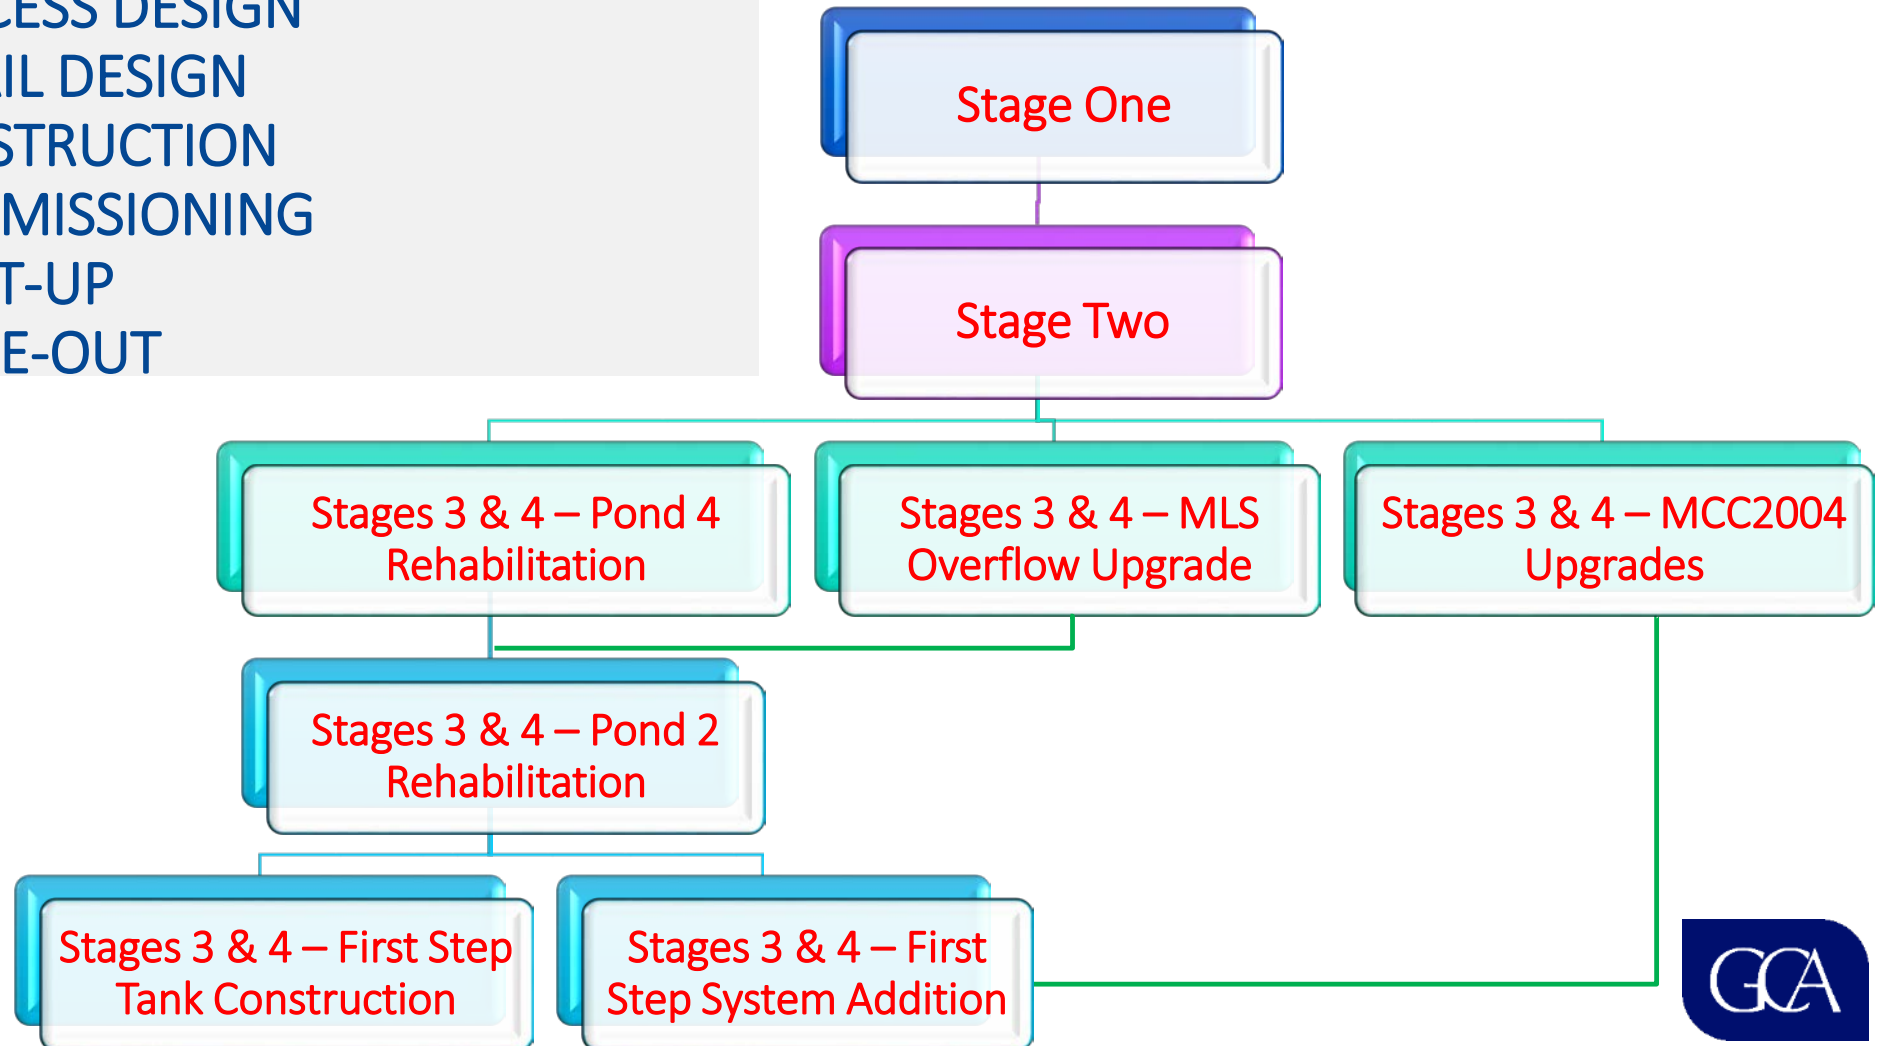 CESS DESIGN
AIL DESIGN
STRUCTION
MISSIONING
T-UP
E-OUT
Stage One
Stage Two
Stages 3 & 4 – Pond 4
Rehabilitation
Stages 3 & 4 – MLS
Overflow Upgrade
Stages 3 & 4 – MCC2004
Upgrades
Stages 3 & 4 – Pond 2
Rehabilitation
Stages 3 & 4 – First Step
Tank Construction
Stages 3 & 4 – First
Step System Addition
GCA